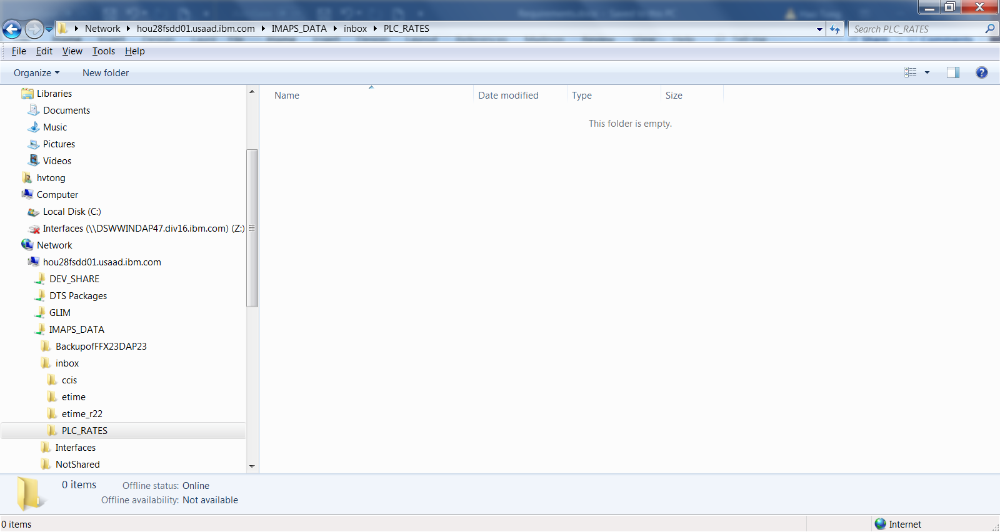 Network hou28fsdd01.usaad.ibm.com IMAPS_DATA inbox PLC_RATES
Search PLC_RATES
File Edit View Tools Help
Organize New folder
Libraries
Documents
Music
Pictures
Videos
hvtong
Computer
Local Disk (C:)
Interfaces (\\DSWWINDAP47.div16.ibm.com) (Z:)
Network
hou28fsdd01.usaad.ibm.com
DEV_SHARE
DTS Packages
GLIM
IMAPS_DATA
BackupofFFX23DAP23
inbox
ccis
etime
etime_r22
PLC_RATES
Interfaces
NotShared
Name Date modified Type Size
This folder is empty.
0 items Offline status: Online
Offline availability: Not available
0 items Internet